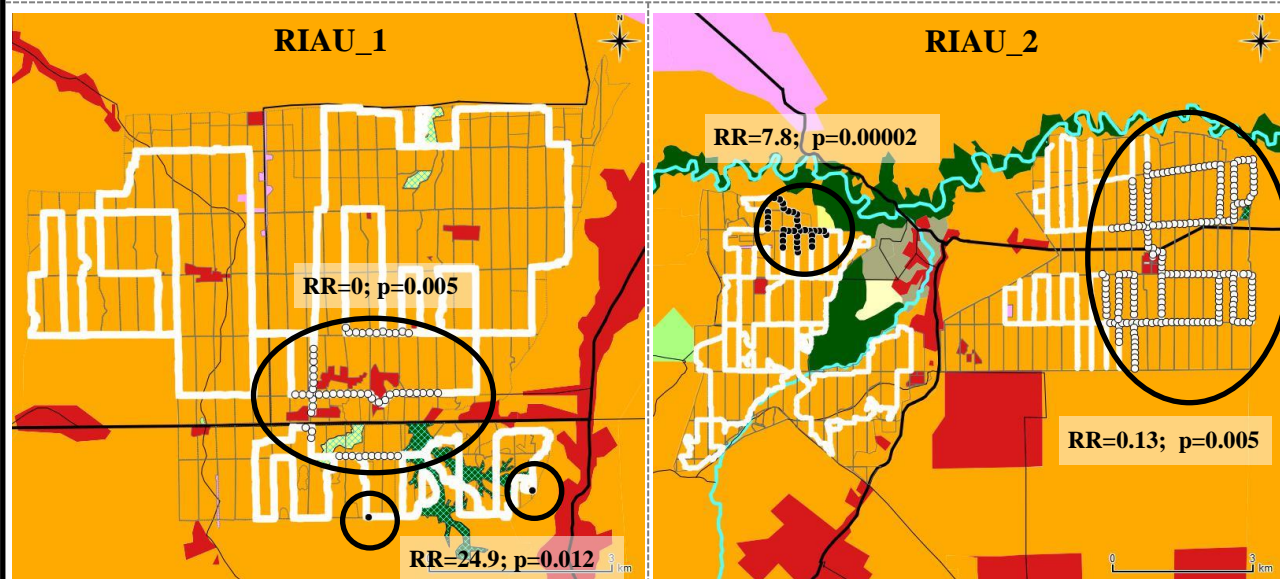 RIAU_1
N
RR=0; p=0.005
RR=24.9; p=0.012
3
km
RIAU_2
N
RR=7.8; p=0.00002
RR=0.13; p=0.005
0
3
km